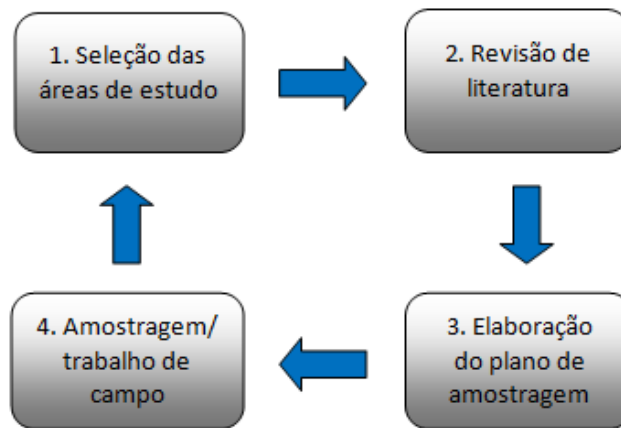 1. Seleção das
áreas de estudo
2. Revisão de
literatura
3. Elaboração
do plano de
amostragem
4. Amostragem/
trabalho de
campo